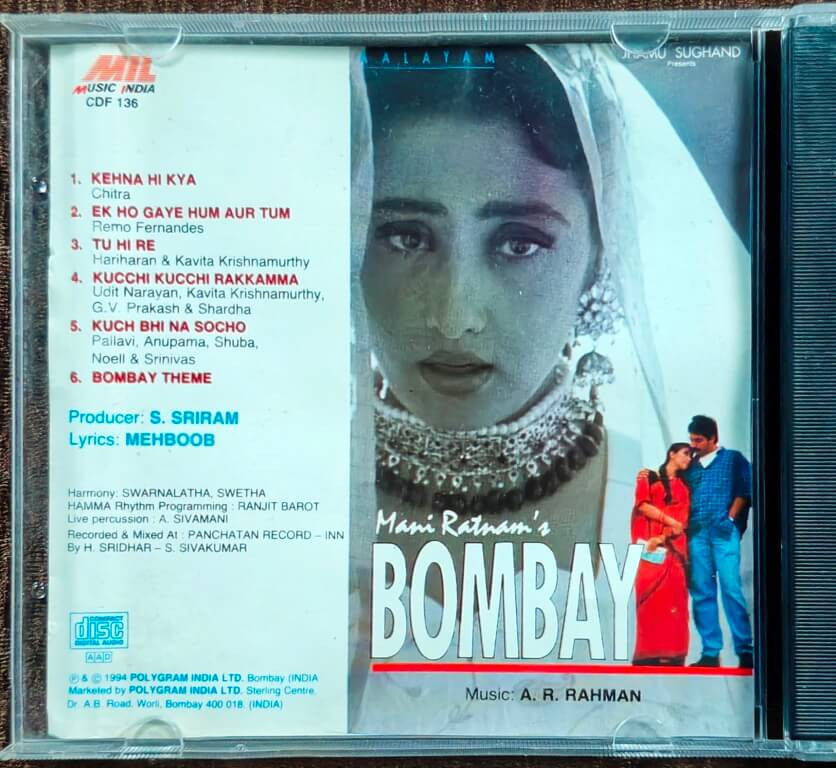 MIL
MUSIC INDIA
CDF 136
1. KEHNA HI KYA
Chitra
2. EK HO GAYE HUM AUR TUM
Remo Fernandes
3. TU HI RE
Hariharan & Kavita Krishnamurthy
4. KUCCHI KUCCHI RAKKAMMA
Udit Narayan, Kavita Krishnamurthy,
G.V. Prakash & Shardha
5. KUCH BHI NA SOCHO
Pallavi, Anupama, Shuba,
Noell & Srinivas
6. BOMBAY THEME
Producer: S. SRIRAM
Lyrics: MEHBOOB
Harmony: SWARNALATHA, SWETHA
HAMMA Rhythm Programming : RANJIT BAROT
Live percussion : A. SIVAMANI
Recorded & Mixed At : PANCHATAN RECORD – INN
By H. SRIDHAR – S. SIVAKUMAR
COMPACT
disc
DIGITAL AUDIO
AAD
℗ & © 1994 POLYGRAM INDIA LTD. Bombay (INDIA
Marketed by POLYGRAM INDIA LTD. Sterling Centre,
Dr. A.B. Road, Worli, Bombay 400 018. (INDIA)
AALAYAM
JHAMU SUGHAND
Presents
Mani Ratnam's
BOMBAY
Music: A. R. RAHMAN